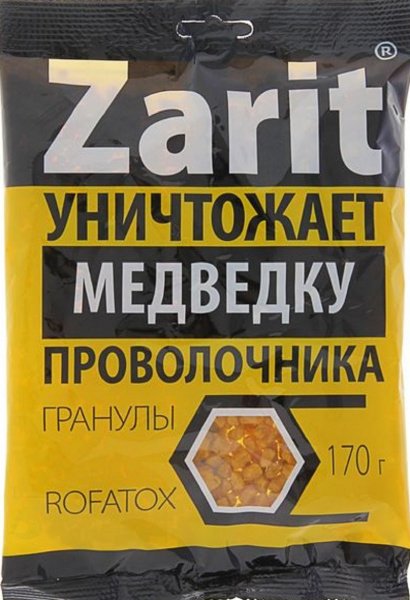 Zarit®
УНИЧТОЖАЕТ
МЕДВЕДКУ
ПРОВОЛОЧНИКА
ГРАНУЛЫ
170 г
ROFATOX